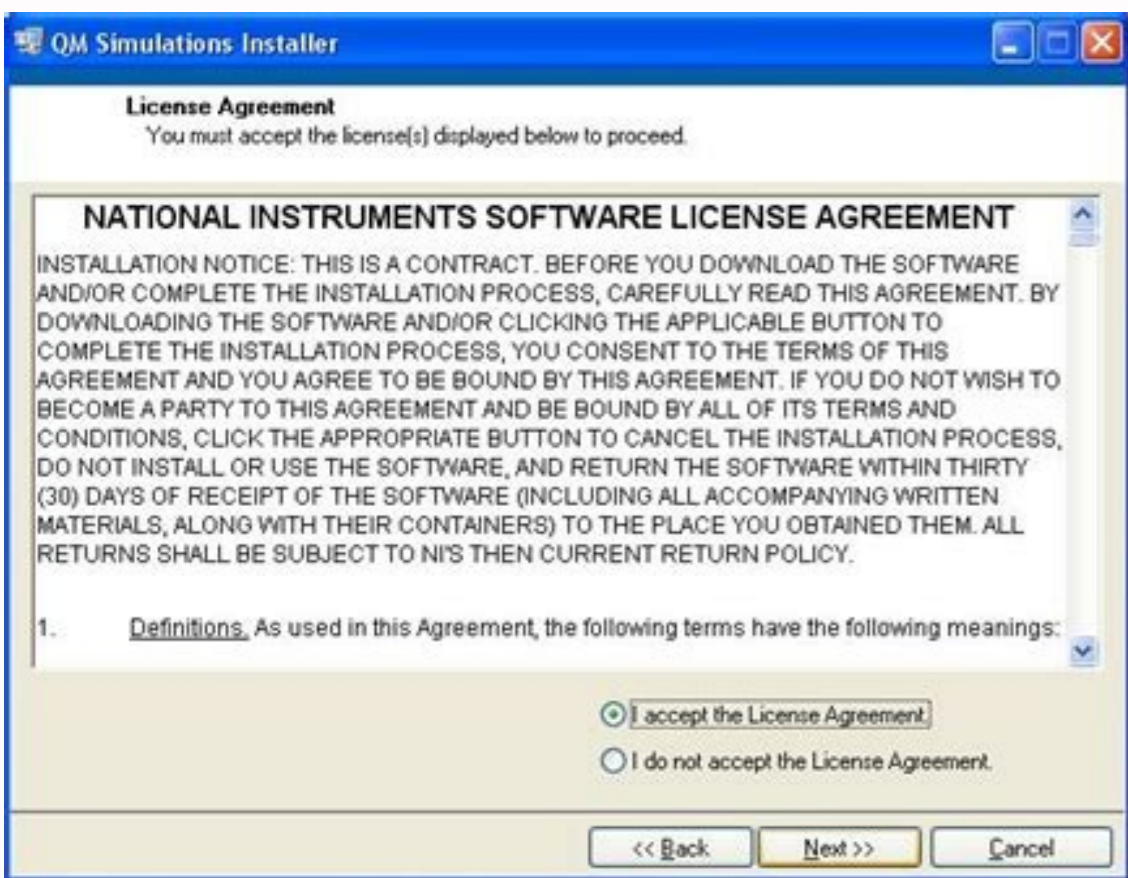 QM Simulations Installer
License Agreement
You must accept the license(s) displayed below to proceed.
NATIONAL INSTRUMENTS SOFTWARE LICENSE AGREEMENT
INSTALLATION NOTICE: THIS IS A CONTRACT. BEFORE YOU DOWNLOAD THE SOFTWARE
AND/OR COMPLETE THE INSTALLATION PROCESS, CAREFULLY READ THIS AGREEMENT. BY
DOWNLOADING THE SOFTWARE AND/OR CLICKING THE APPLICABLE BUTTON TO
COMPLETE THE INSTALLATION PROCESS, YOU CONSENT TO THE TERMS OF THIS
AGREEMENT AND YOU AGREE TO BE BOUND BY THIS AGREEMENT. IF YOU DO NOT WISH TO
BECOME A PARTY TO THIS AGREEMENT AND BE BOUND BY ALL OF ITS TERMS AND
CONDITIONS, CLICK THE APPROPRIATE BUTTON TO CANCEL THE INSTALLATION PROCESS,
DO NOT INSTALL OR USE THE SOFTWARE, AND RETURN THE SOFTWARE WITHIN THIRTY
(30) DAYS OF RECEIPT OF THE SOFTWARE (INCLUDING ALL ACCOMPANYING WRITTEN
MATERIALS, ALONG WITH THEIR CONTAINERS) TO THE PLACE YOU OBTAINED THEM. ALL
RETURNS SHALL BE SUBJECT TO NI'S THEN CURRENT RETURN POLICY.
1. Definitions. As used in this Agreement, the following terms have the following meanings:
I accept the License Agreement.
I do not accept the License Agreement.
<< Back Next >> Cancel